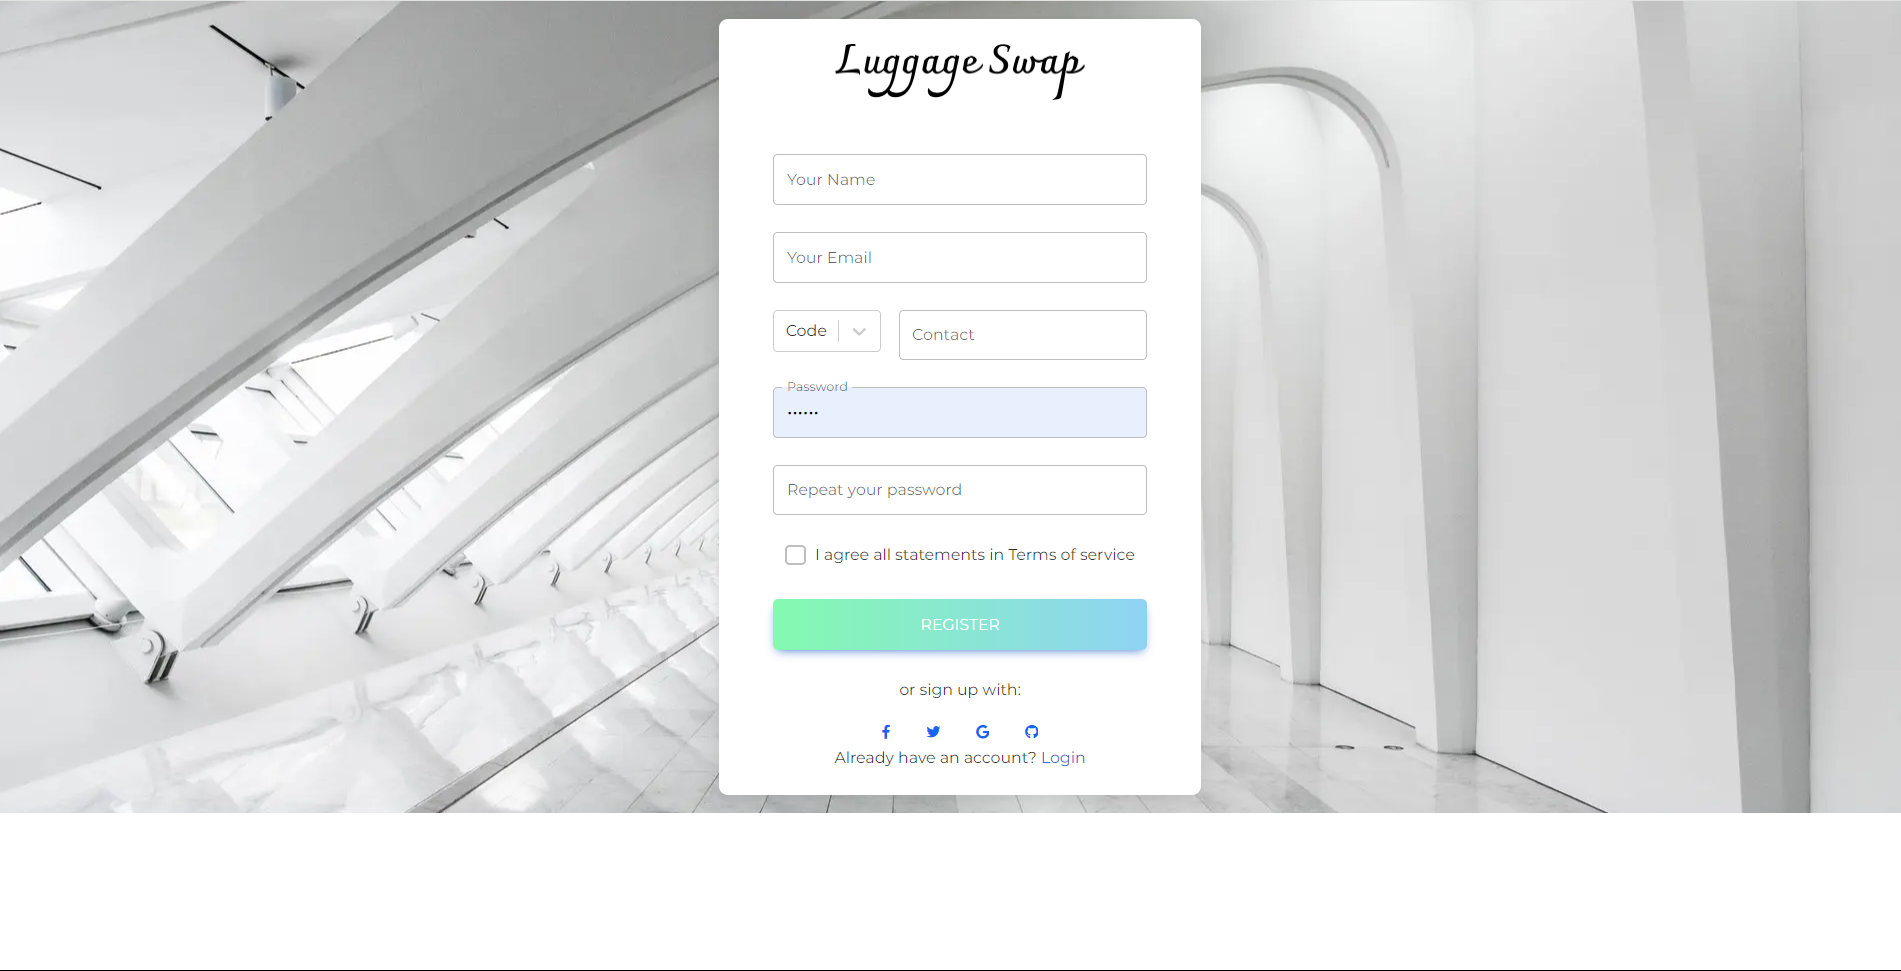 Luggage Swap
Your Name
Your Email
Code
Contact
Password
••••••
Repeat your password
I agree all statements in Terms of service
REGISTER
or sign up with:
Already have an account? Login